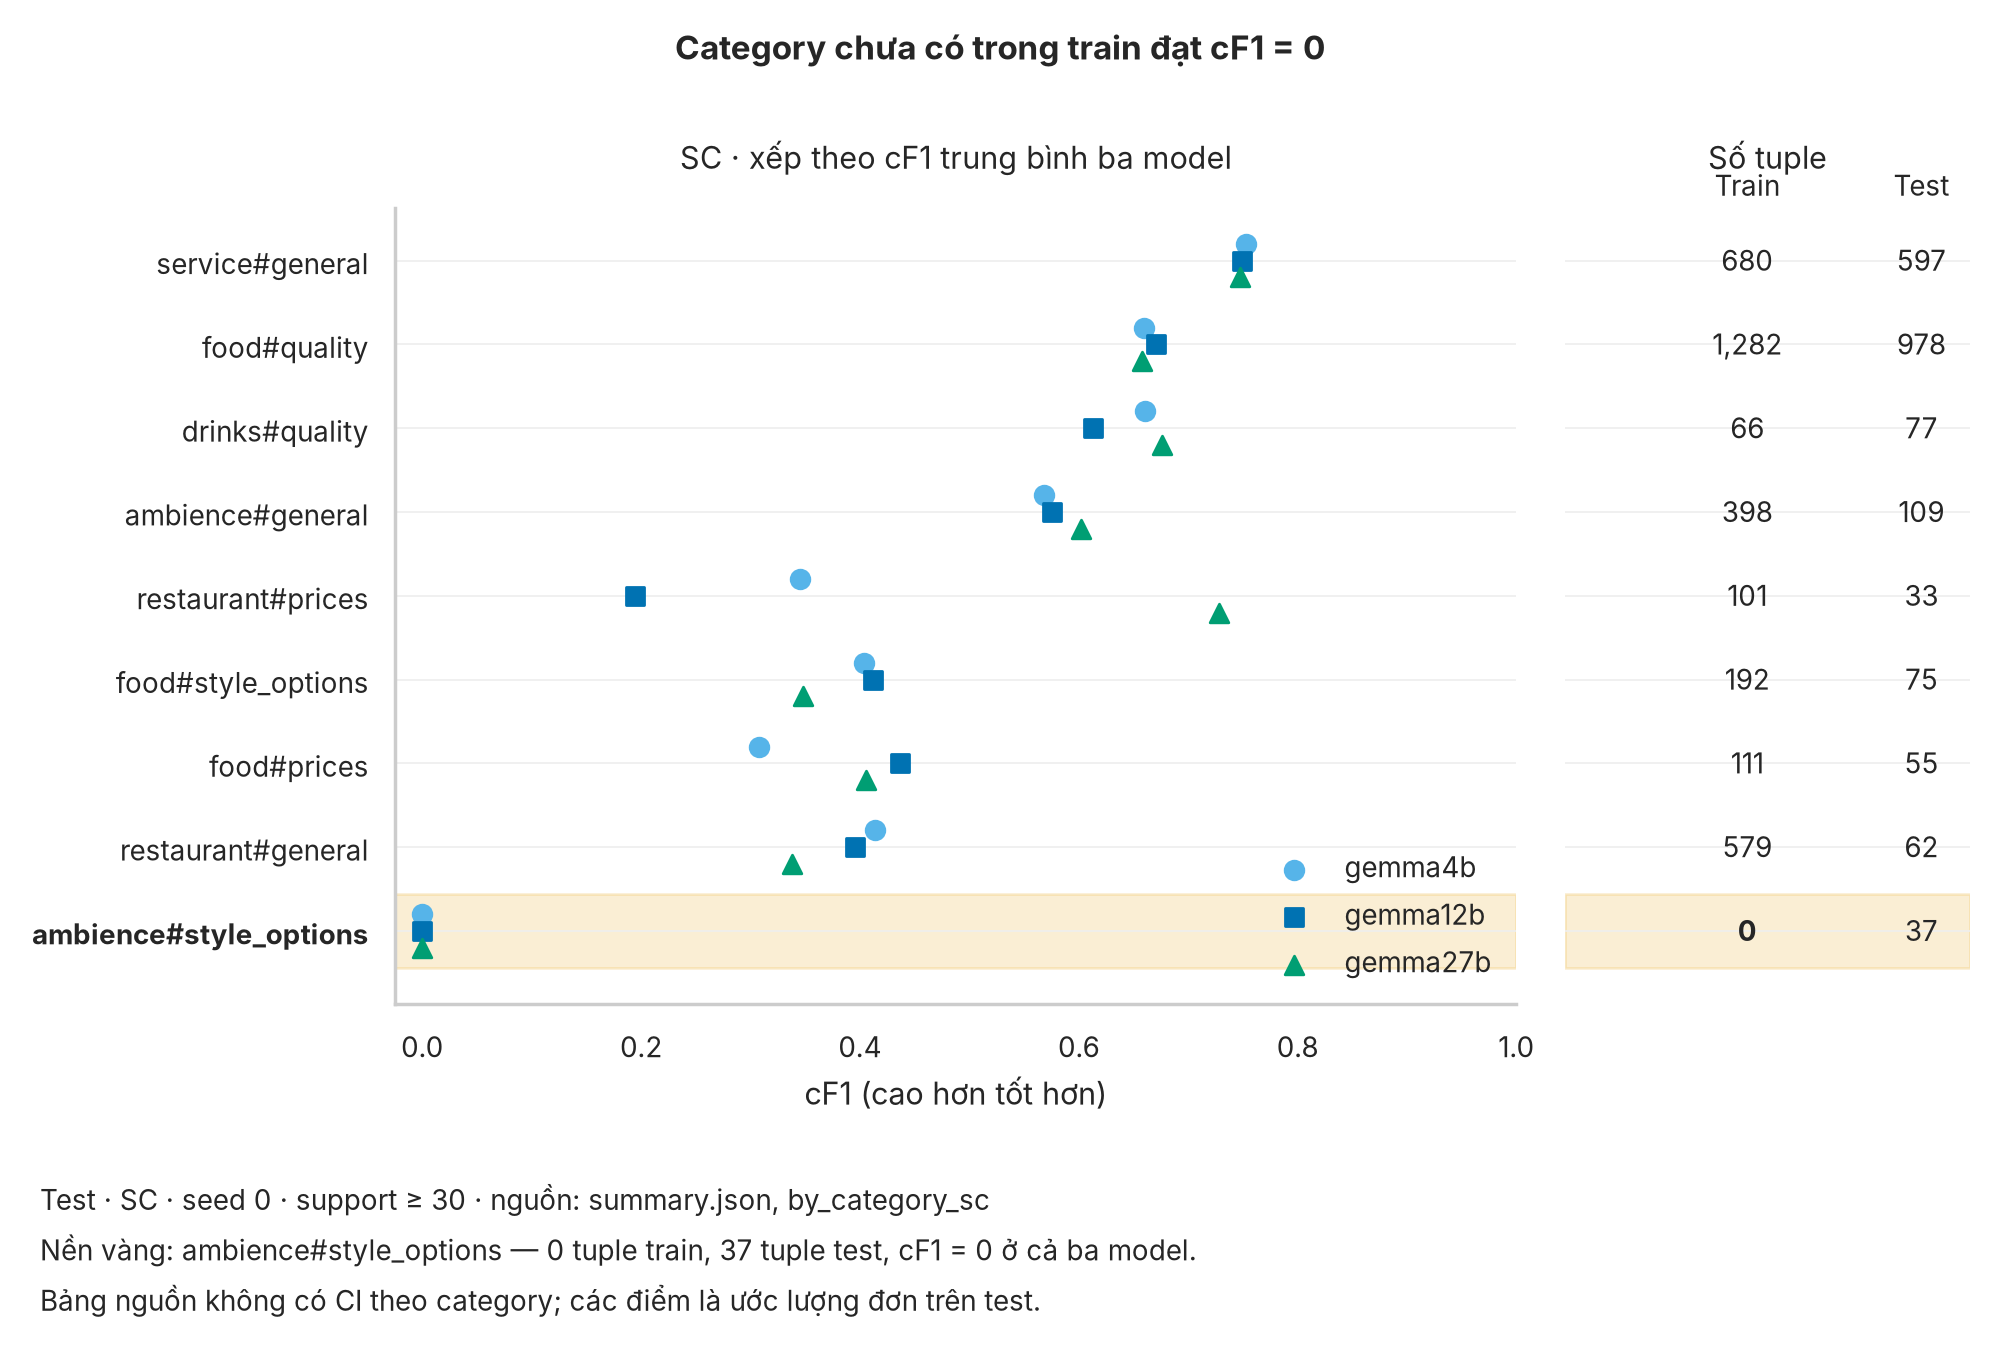 Category chưa có trong train đạt cF1 = 0
SC · xếp theo cF1 trung bình ba model
Số tuple
Train Test
service#general 680 597
food#quality 1,282 978
drinks#quality 66 77
ambience#general 398 109
restaurant#prices 101 33
food#style_options 192 75
food#prices 111 55
restaurant#general 579 62
gemma4b
gemma12b
gemma27b
ambience#style_options 0 37
0.0 0.2 0.4 0.6 0.8 1.0
cF1 (cao hơn tốt hơn)
Test · SC · seed 0 · support ≥ 30 · nguồn: summary.json, by_category_sc
Nền vàng: ambience#style_options — 0 tuple train, 37 tuple test, cF1 = 0 ở cả ba model.
Bảng nguồn không có CI theo category; các điểm là ước lượng đơn trên test.